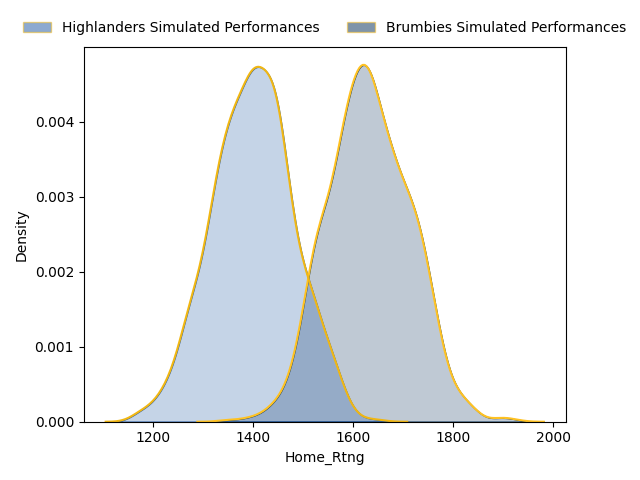 Highlanders Simulated Performances Brumbies Simulated Performances
0.004
0.003
0.002
0.001
0.000
Density
1200 1400 1600 1800 2000
Home_Rtng